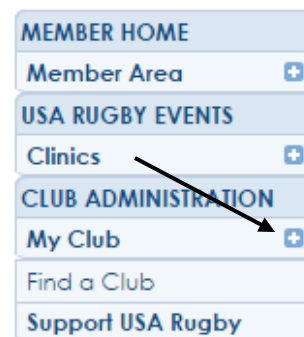 MEMBER HOME
Member Area
USA RUGBY EVENTS
Clinics
CLUB ADMINISTRATION
My Club
Find a Club
Support USA Rugby